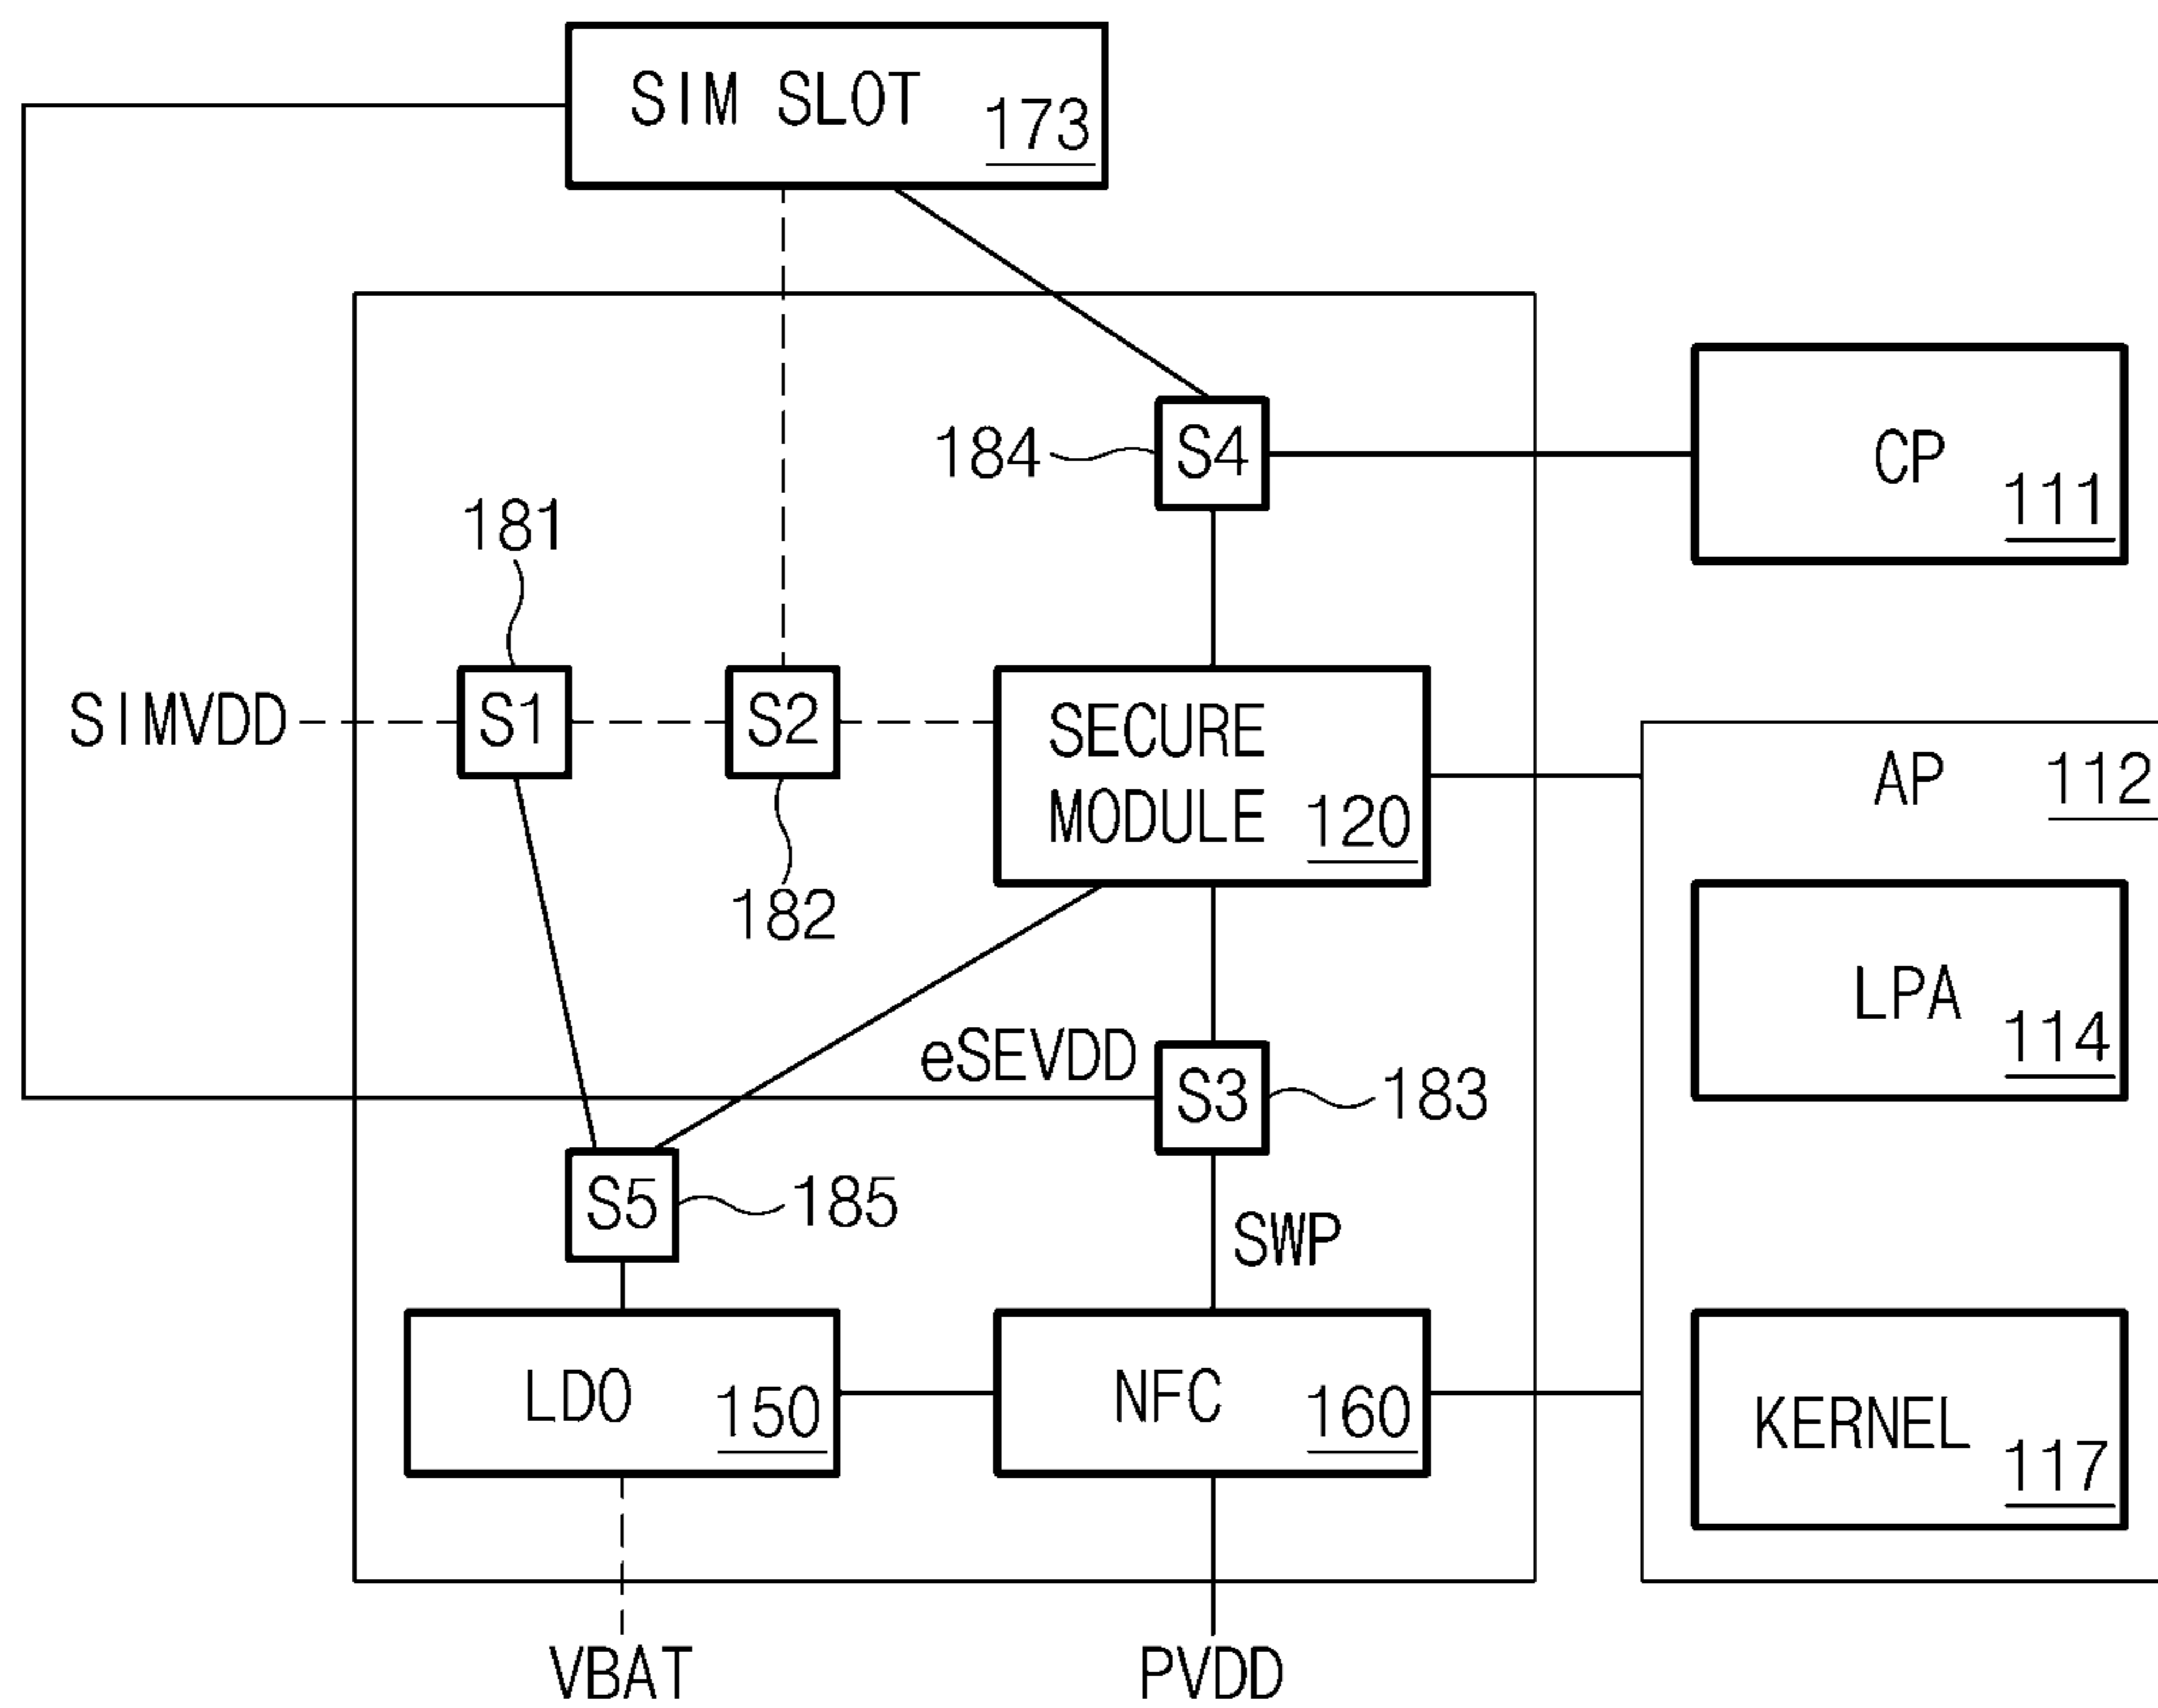 SIM SLOT 173
184
S4
CP 111
181
SIMVDD
S1
S2
SECURE
MODULE 120
182
AP 112
LPA 114
eSEVDD
S3
183
S5
185
SWP
LDO 150
NFC 160
KERNEL 117
VBAT
PVDD